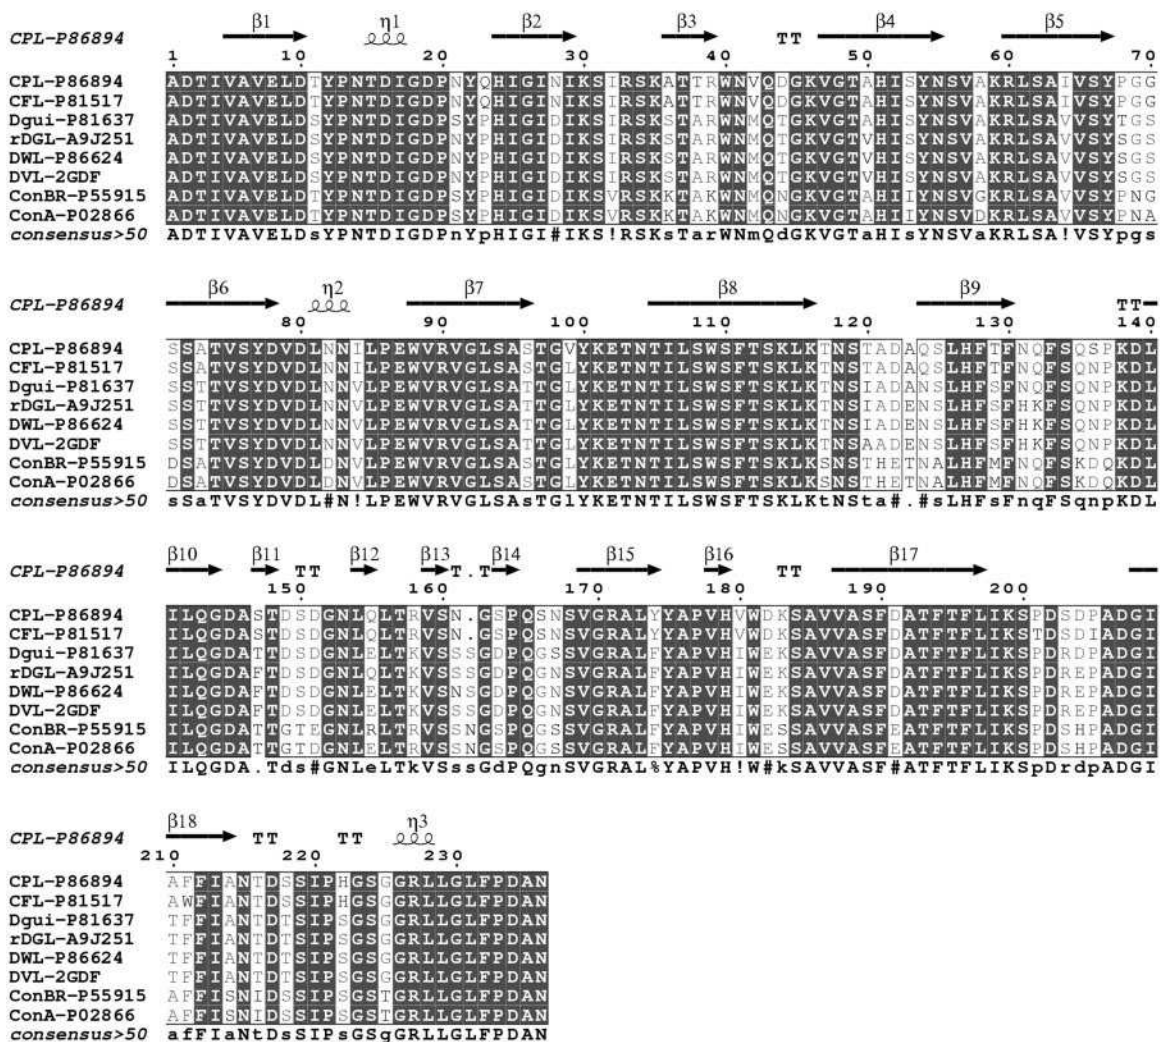 CPL-P86894 β1 η1 β2 β3 TT β4 β5
1 10 20 30 40 50 60 70
CPL-P86894 ADTIVAVELDTYPNTDIGDPNYQHIGINIKSIRSKATTRWNVQDGKVGTAHISYNSVAKRLSAIVSYPGG
CFL-P81517 ADTIVAVELDTYPNTDIGDPNYQHIGINIKSIRSKATTRWNVQDGKVGTAHISYNSVAKRLSAIVSYPGG
Dgui-P81637 ADTIVAVELDSYPNTDIGDPSYPHIGIDIKSIRSKSTARWNMQTGKVGTAHISYNSVAKRLSAVVSYTGS
rDGL-A9J251 ADTIVAVELDSYPNTDIGDPSYPHIGIDIKSIRSKSTARWNMQTGKVGTVHISYNSVAKRLSAVVSYSGS
DWL-P86624 ADTIVAVELDSYPNTDIGDPNYPHIGIDIKSIRSKSTARWNMQTGKVGTVHISYNSVAKRLSAVVSYSGS
DVL-2GDF ADTIVAVELDSYPNTDIGDPNYPHIGIDIKSIRSKSTARWNMQTGKVGTVHISYNSVAKRLSAVVSYSGS
ConBR-P55915 ADTIVAVELDTYPNTDIGDPNYPHIGIDIKSVRSKKTAKWNMQNGKVGTAHIIYNSVGKRLSAVVSYPNG
ConA-P02866 ADTIVAVELDTYPNTDIGDPSYPHIGIDIKSVRSKKTAKWNMQNGKVGTAHIIYNSVDKRLSAVVSYPNA
consensus>50 ADTIVAVELDsYPNTDIGDPnYpHIGI#IKS!RSKsTarWNmQdGKVGTaHIsYNSVaKRLSA!VSYpgs
CPL-P86894 β6 η2 β7 β8 β9 TT
80 90 100 110 120 130 140
CPL-P86894 SSATVSYDVDLNNILPEWVRVGLSASTGVYKETNTILSWSFTSKLKTNSTADAQSLHFTFNQFSQSPKDL
CFL-P81517 SSATVSYDVDLNNILPEWVRVGLSASTGLYKETNTILSWSFTSKLKTNSTADAQSLHFTFNQFSQSPKDL
Dgui-P81637 SSTTVSYDVDLNNVLPEWVRVGLSATTGLYKETNTILSWSFTSKLKTNSIADANSLHFSFNQFSQNPKDL
rDGL-A9J251 SSTTVSYDVDLNNVLPEWVRVGLSATTGLYKETNTILSWSFTSKLKTNSIADENSLHFSFHKFSQNPKDL
DWL-P86624 SSTTVSYDVDLNNVLPEWVRVGLSATTGLYKETNTILSWSFTSKLKTNSIADENSLHFSFHKFSQNPKDL
DVL-2GDF SSTTVSYDVDLNNVLPEWVRVGLSATTGLYKETNTILSWSFTSKLKTNSAADENSLHFSFHKFSQNPKDL
ConBR-P55915 DSATVSYDVDLDNVLPEWVRVGLSASTGLYKETNTILSWSFTSKLKSNSTHETNALHFMFNQFSKDQKDL
ConA-P02866 DSATVSYDVDLDNVLPEWVRVGLSASTGLYKETNTILSWSFTSKLKSNSTHETNALHFMFNQFSKDQKDL
consensus>50 sSaTVSYDVDL#N!LPEWVRVGLSAsTGlYKETNTILSWSFTSKLKtNSta#.#sLHFsFnqFSqnpKDL
CPL-P86894 β10 β11 TT β12 β13 T.T β14 β15 β16 TT β17
150 160 170 180 190 200
CPL-P86894 ILQGDASTDSDGNLQLTRVSN.GSPQSNSVGRALYYAPVHVWDKSAVVASFDATFTFLIKSPDSDPADGI
CFL-P81517 ILQGDASTDSDGNLQLTRVSN.GSPQSNSVGRALYYAPVHVWDKSAVVASFDATFTFLIKSTDSDIADGI
Dgui-P81637 ILQGDATTDSDGNLELTKVSSSGDPQGSSVGRALFYAPVHIWEKSAVVASFDATFTFLIKSPDRDPADGI
rDGL-A9J251 ILQGDAFTDSDGNLELTKVSSSGDPQGNSVGRALFYAPVHIWEKSAVVASFDATFTFLIKSPDREPADGI
DWL-P86624 ILQGDAFTDSDGNLELTKVSNSGDPQGNSVGRALFYAPVHIWEKSAVVASFDATFTFLIKSPDREPADGI
DVL-2GDF ILQGDAFTDSDGNLELTKVSSSGDPQGNSVGRALFYAPVHIWEKSAVVASFDATFTFLIKSPDREPADGI
ConBR-P55915 ILQGDATTGTEGNLRLTRVSSNGSPQGSSVGRALFYAPVHIWESSAVVASFEATFTFLIKSPDSHPADGI
ConA-P02866 ILQGDATTGTDGNLELTRVSSNGSPQGSSVGRALFYAPVHIWESSAVVASFEATFTFLIKSPDSHPADGI
consensus>50 ILQGDA.Tds#GNLeLTkVSssGdPQgnSVGRAL%YAPVH!W#kSAVVASF#ATFTFLIKSpDrdpADGI
CPL-P86894 β18 TT TT η3
210 220 230
CPL-P86894 AFFIANTDSSIPHGSGGRLLGLFPDAN
CFL-P81517 AWFIANTDSSIPHGSGGRLLGLFPDAN
Dgui-P81637 TFFIANTDTSIPSGSGGRLLGLFPDAN
rDGL-A9J251 TFFIANTDTSIPSGSGGRLLGLFPDAN
DWL-P86624 TFFIANTDTSIPSGSGGRLLGLFPDAN
DVL-2GDF TFFIANTDTSIPSGSGGRLLGLFPDAN
ConBR-P55915 AFFISNIDSSIPSGSTGRLLGLFPDAN
ConA-P02866 AFFISNIDSSIPSGSTGRLLGLFPDAN
consensus>50 afFIaNtDsSIPsGSgGRLLGLFPDAN